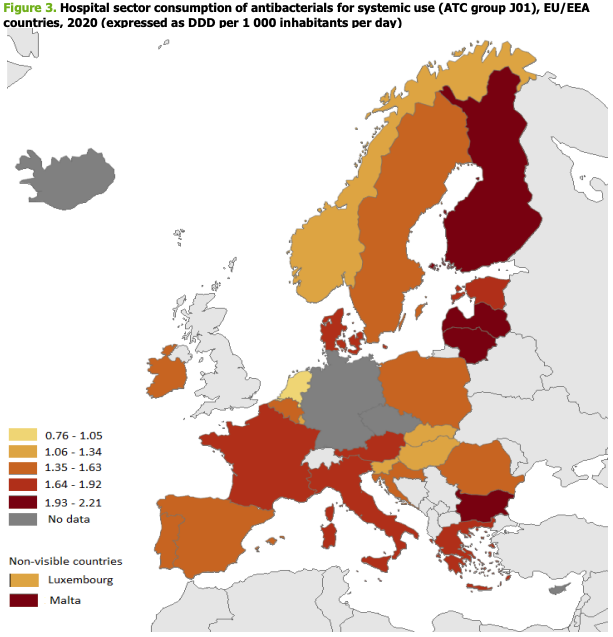 Figure 3. Hospital sector consumption of antibacterials for systemic use (ATC group J01), EU/EEA
countries, 2020 (expressed as DDD per 1 000 inhabitants per day)
0.76 - 1.05
1.06 - 1.34
1.35 - 1.63
1.64 - 1.92
1.93 - 2.21
No data
Non-visible countries
Luxembourg
Malta